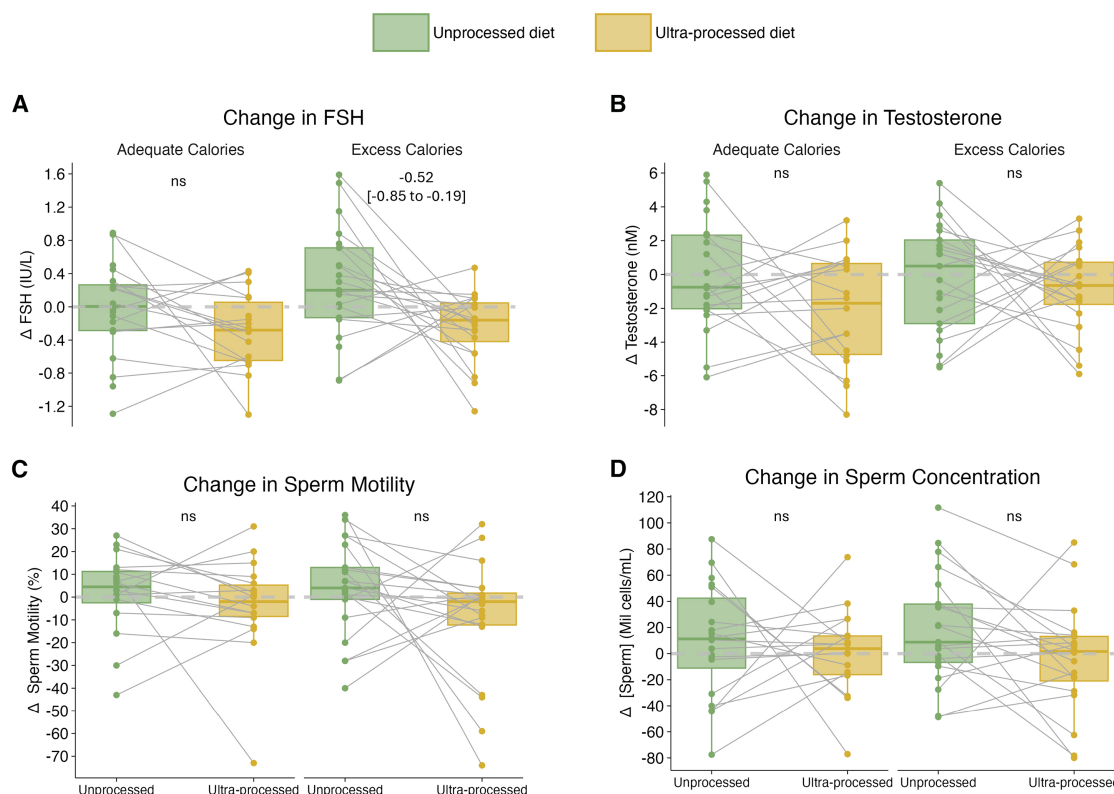 Unprocessed diet
Ultra-processed diet
A
Change in FSH
Adequate Calories
Excess Calories
ns
-0.52
[-0.85 to -0.19]
Δ FSH (IU/L)
1.6
1.2
0.8
0.4
0.0
-0.4
-0.8
-1.2
B
Change in Testosterone
Adequate Calories
Excess Calories
ns
ns
Δ Testosterone (nM)
6
4
2
0
-2
-4
-6
-8
C
Change in Sperm Motility
ns
ns
Δ Sperm Motility (%)
40
30
20
10
0
-10
-20
-30
-40
-50
-60
-70
Unprocessed
Ultra-processed
Unprocessed
Ultra-processed
D
Change in Sperm Concentration
ns
ns
Δ [Sperm] (Mil cells/mL)
120
100
80
60
40
20
0
-20
-40
-60
-80
Unprocessed
Ultra-processed
Unprocessed
Ultra-processed